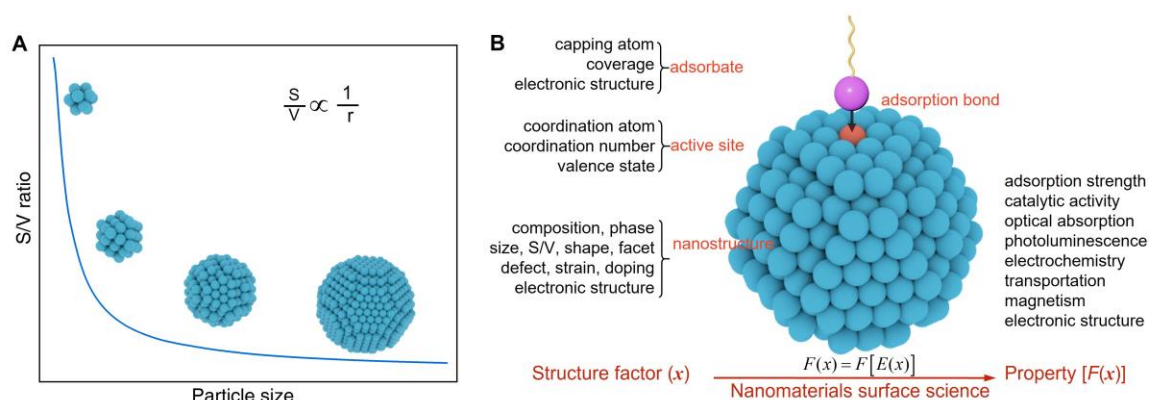 A
S/V ∝ 1/r
S/V ratio
Particle size
B
capping atom
coverage
electronic structure
adsorbate
adsorption bond
coordination atom
coordination number
valence state
active site
composition, phase
size, S/V, shape, facet
defect, strain, doping
electronic structure
nanostructure
adsorption strength
catalytic activity
optical absorption
photoluminescence
electrochemistry
transportation
magnetism
electronic structure
Structure factor (x)
F(x) = F[E(x)]
Nanomaterials surface science
Property [F(x)]